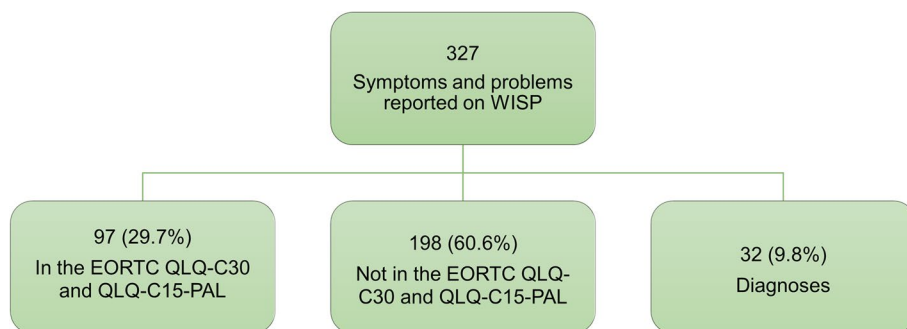 327
Symptoms and problems
reported on WISP
97 (29.7%)
In the EORTC QLQ-C30
and QLQ-C15-PAL
198 (60.6%)
Not in the EORTC QLQ-
C30 and QLQ-C15-PAL
32 (9.8%)
Diagnoses